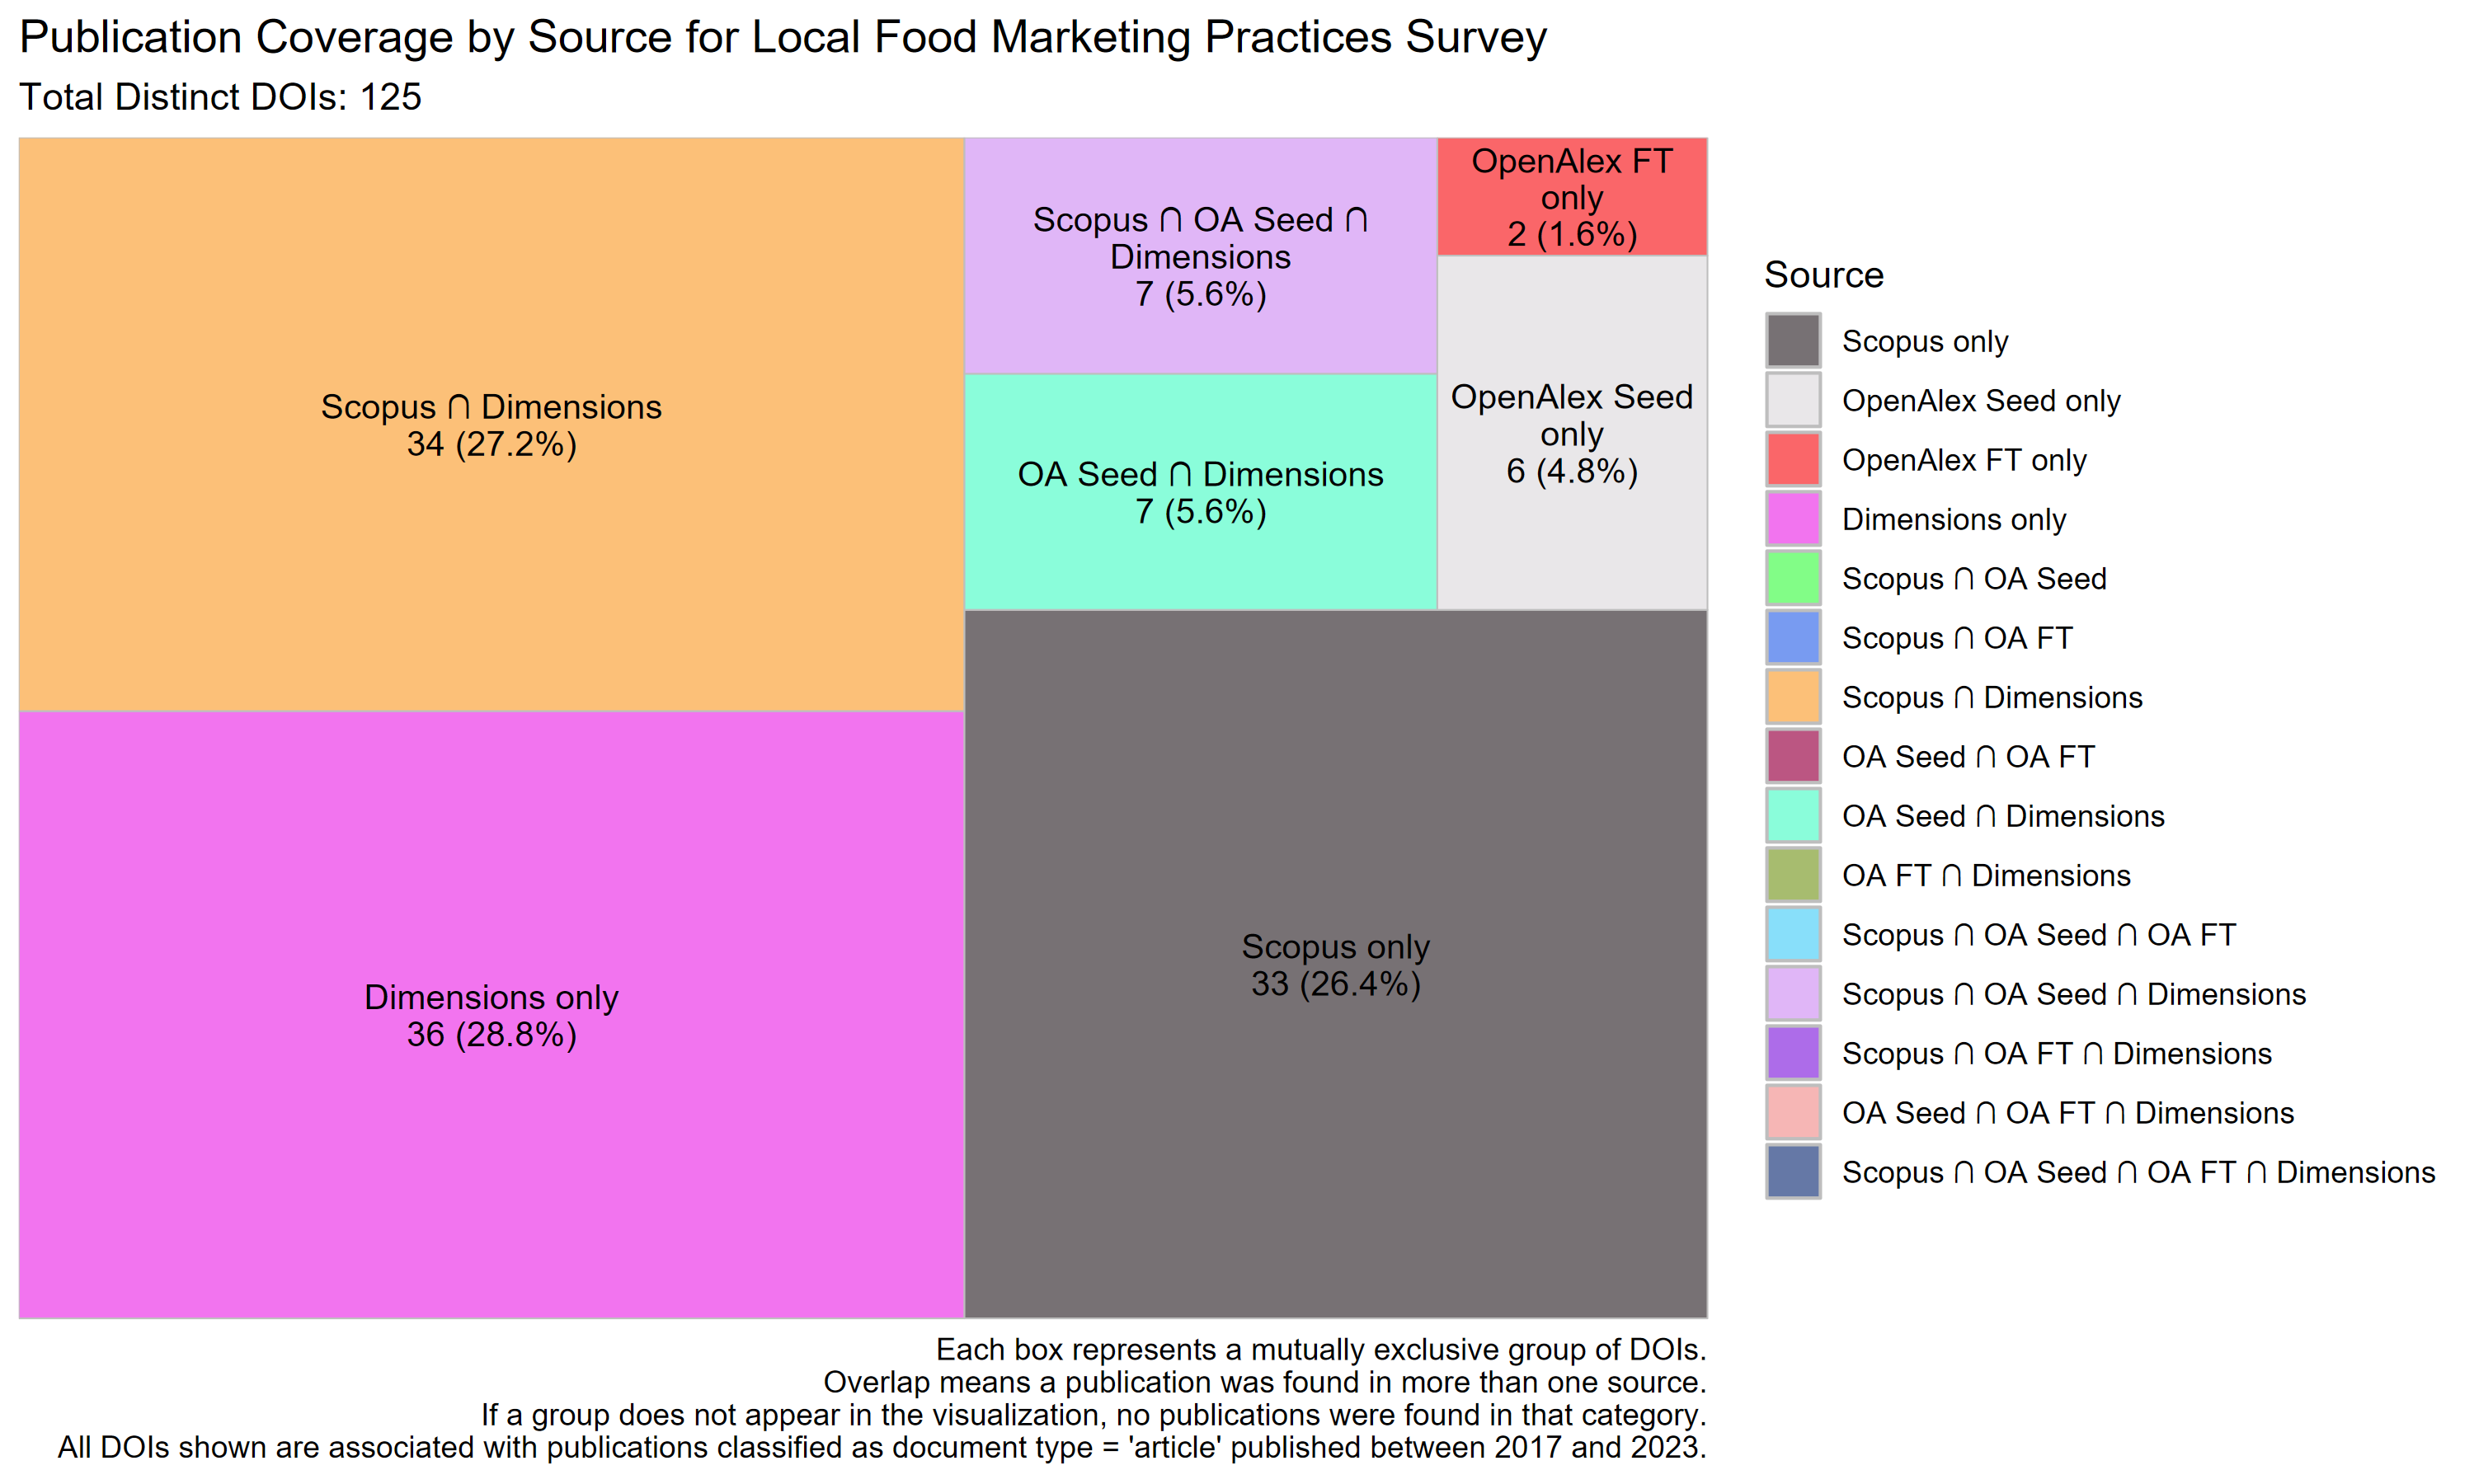 Publication Coverage by Source for Local Food Marketing Practices Survey
Total Distinct DOIs: 125
Scopus ∩ Dimensions
34 (27.2%)
Dimensions only
36 (28.8%)
Scopus ∩ OA Seed ∩
Dimensions
7 (5.6%)
OA Seed ∩ Dimensions
7 (5.6%)
OpenAlex FT
only
2 (1.6%)
OpenAlex Seed
only
6 (4.8%)
Scopus only
33 (26.4%)
Source
Scopus only
OpenAlex Seed only
OpenAlex FT only
Dimensions only
Scopus ∩ OA Seed
Scopus ∩ OA FT
Scopus ∩ Dimensions
OA Seed ∩ OA FT
OA Seed ∩ Dimensions
OA FT ∩ Dimensions
Scopus ∩ OA Seed ∩ OA FT
Scopus ∩ OA Seed ∩ Dimensions
Scopus ∩ OA FT ∩ Dimensions
OA Seed ∩ OA FT ∩ Dimensions
Scopus ∩ OA Seed ∩ OA FT ∩ Dimensions
Each box represents a mutually exclusive group of DOIs.
Overlap means a publication was found in more than one source.
If a group does not appear in the visualization, no publications were found in that category.
All DOIs shown are associated with publications classified as document type = 'article' published between 2017 and 2023.